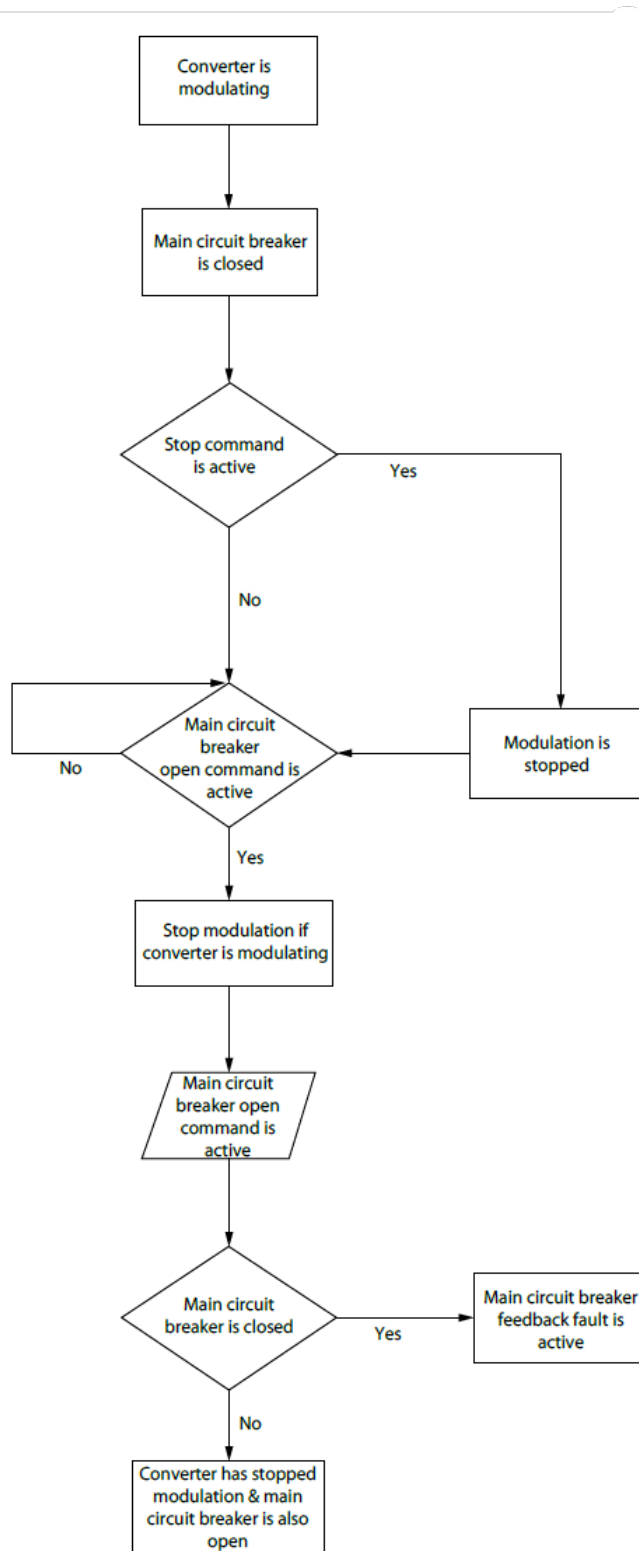 Converter is
modulating
Main circuit breaker
is closed
Stop command
is active
Yes
No
Main circuit
breaker
open command is
active
No
Modulation is
stopped
Yes
Stop modulation if
converter is modulating
Main circuit
breaker open
command is
active
Main circuit
breaker is closed
Yes
Main circuit breaker
feedback fault is
active
No
Converter has stopped
modulation & main
circuit breaker is also
open